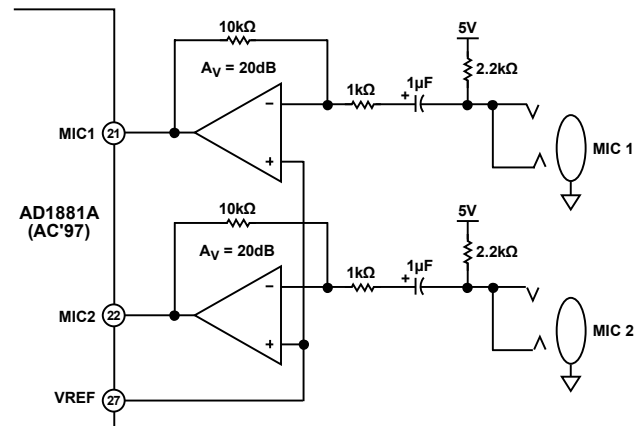 10kΩ
5V
AV = 20dB
2.2kΩ
1µF
1kΩ
+
−
MIC1
21
+
MIC 1
AD1881A
(AC'97)
10kΩ
5V
AV = 20dB
2.2kΩ
1µF
1kΩ
+
−
MIC2
22
+
MIC 2
VREF
27